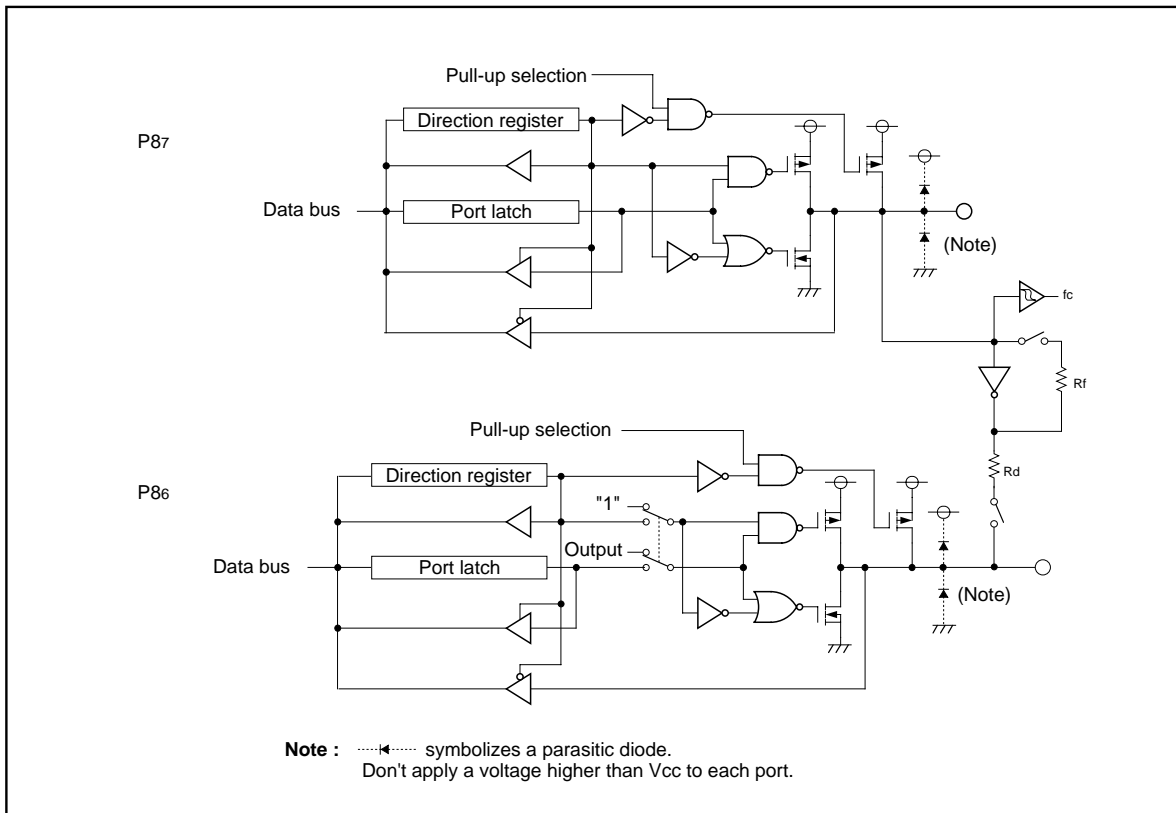 Pull-up selection
Direction register
P87
Data bus
Port latch
(Note)
fc
Rf
Pull-up selection
Direction register
Rd
P86
"1"
Output
Data bus
Port latch
(Note)
Note : symbolizes a parasitic diode.
Don't apply a voltage higher than Vcc to each port.